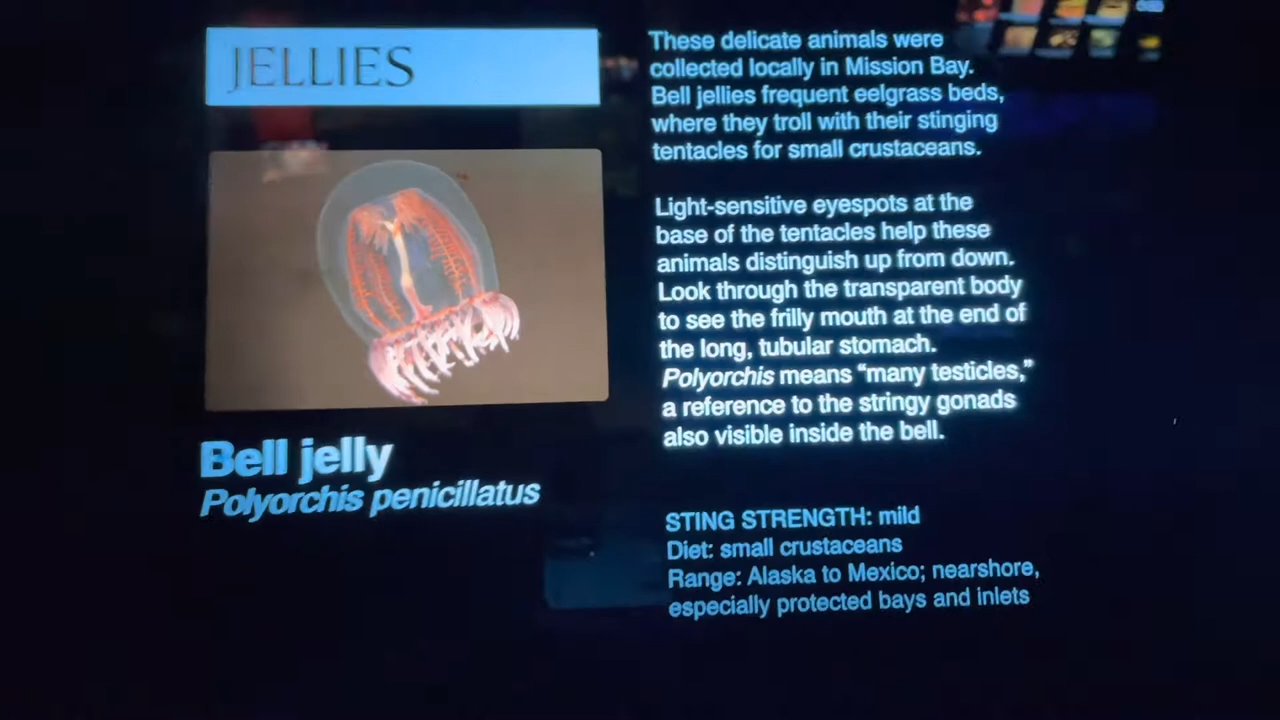 JELLIES
Bell jelly
Polyorchis penicillatus
These delicate animals were
collected locally in Mission Bay.
Bell jellies frequent eelgrass beds,
where they troll with their stinging
tentacles for small crustaceans.
Light-sensitive eyespots at the
base of the tentacles help these
animals distinguish up from down.
Look through the transparent body
to see the frilly mouth at the end of
the long, tubular stomach.
Polyorchis means “many testicles,”
a reference to the stringy gonads
also visible inside the bell.
STING STRENGTH: mild
Diet: small crustaceans
Range: Alaska to Mexico; nearshore,
especially protected bays and inlets